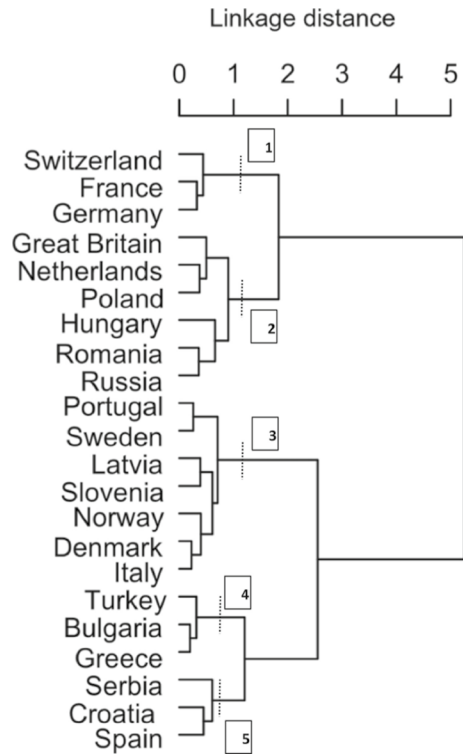 Linkage distance
0 1 2 3 4 5
1
Switzerland
France
Germany
Great Britain
Netherlands
Poland
Hungary
2
Romania
Russia
Portugal
Sweden
3
Latvia
Slovenia
Norway
Denmark
Italy
Turkey
4
Bulgaria
Greece
Serbia
Croatia
Spain
5